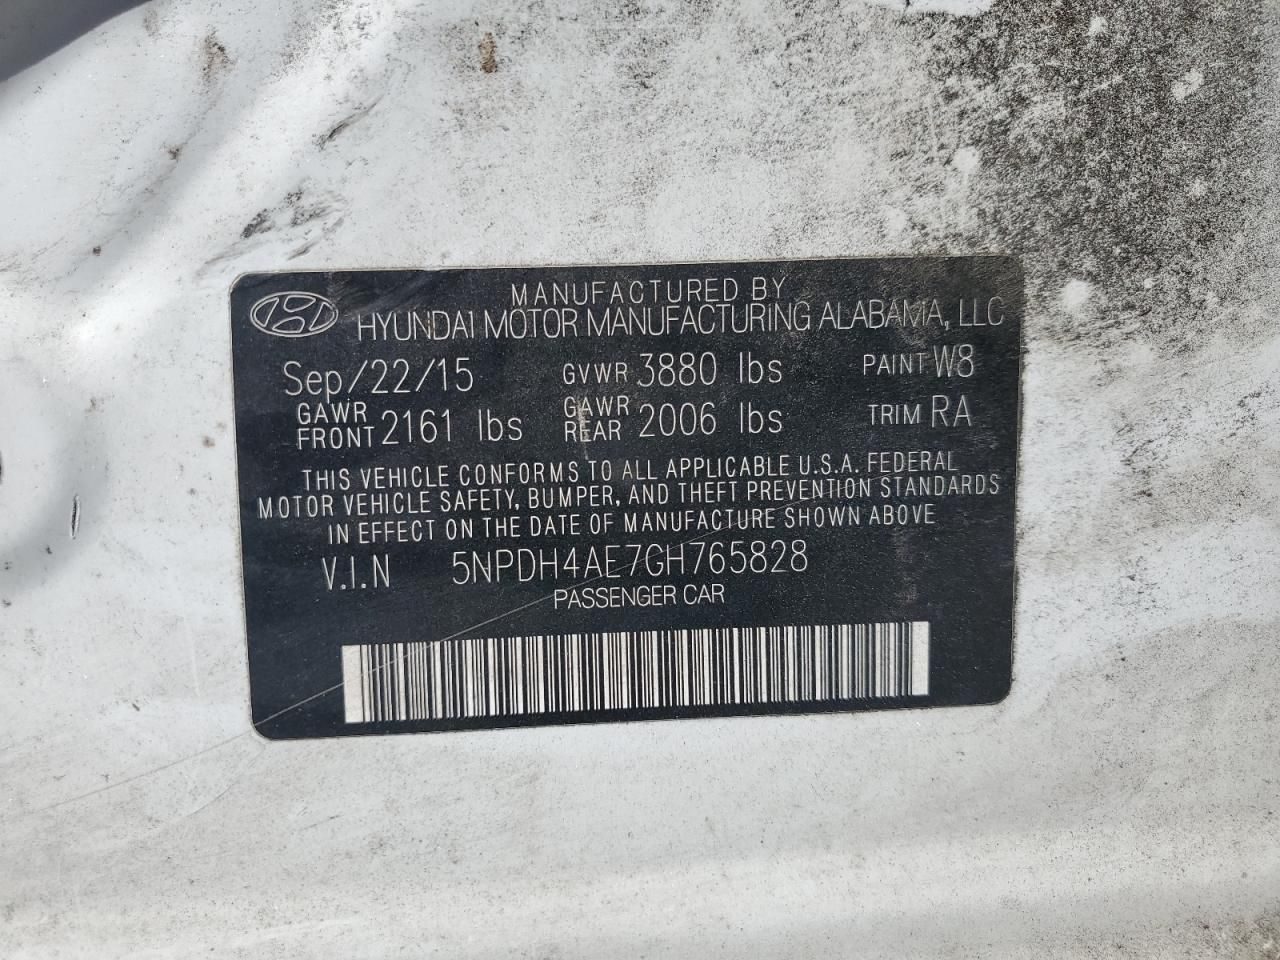 MANUFACTURED BY
HYUNDAI MOTOR MANUFACTURING ALABAMA, LLC
Sep/22/15 GVWR 3880 lbs PAINT W8
GAWR FRONT 2161 lbs GAWR REAR 2006 lbs TRIM RA
THIS VEHICLE CONFORMS TO ALL APPLICABLE U.S.A. FEDERAL
MOTOR VEHICLE SAFETY, BUMPER, AND THEFT PREVENTION STANDARDS
IN EFFECT ON THE DATE OF MANUFACTURE SHOWN ABOVE
V.I.N 5NPDH4AE7GH765828
PASSENGER CAR